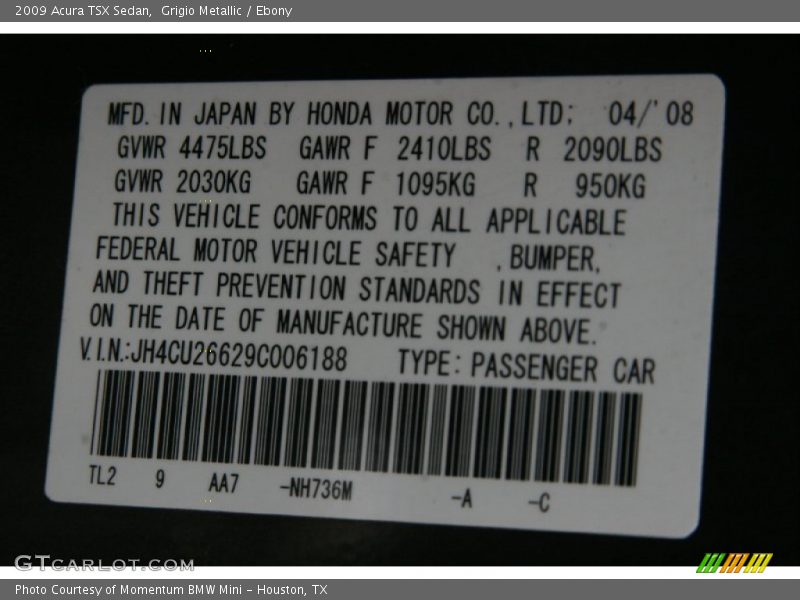 2009 Acura TSX Sedan,  Grigio Metallic / Ebony
MFD. IN JAPAN BY HONDA MOTOR CO.,LTD; 04/'08
GVWR 4475LBS GAWR F 2410LBS R 2090LBS
GVWR 2030KG GAWR F 1095KG R 950KG
THIS VEHICLE CONFORMS TO ALL APPLICABLE
FEDERAL MOTOR VEHICLE SAFETY ,BUMPER,
AND THEFT PREVENTION STANDARDS IN EFFECT
ON THE DATE OF MANUFACTURE SHOWN ABOVE.
V.I.N.:JH4CU26629C006188 TYPE: PASSENGER CAR
TL2 9 AA7 -NH736M -A -C
GTCARLOT.COM
Photo Courtesy of Momentum BMW Mini - Houston, TX